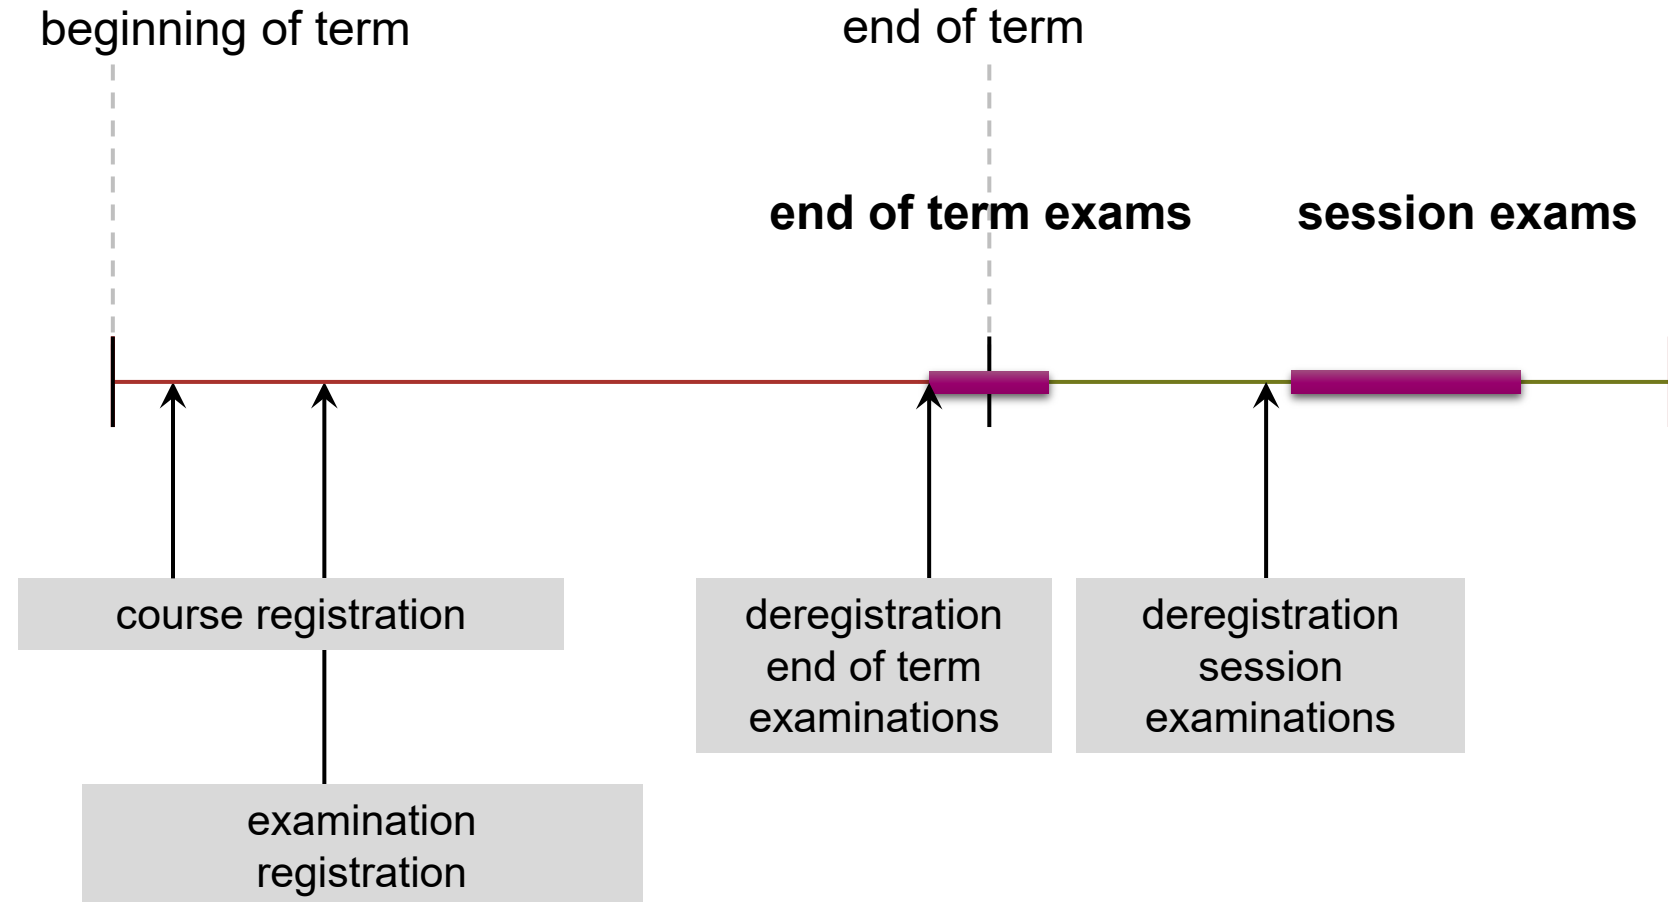 beginning of term
end of term
end of term exams
session exams
course registration
deregistration
end of term
examinations
deregistration
session
examinations
examination
registration